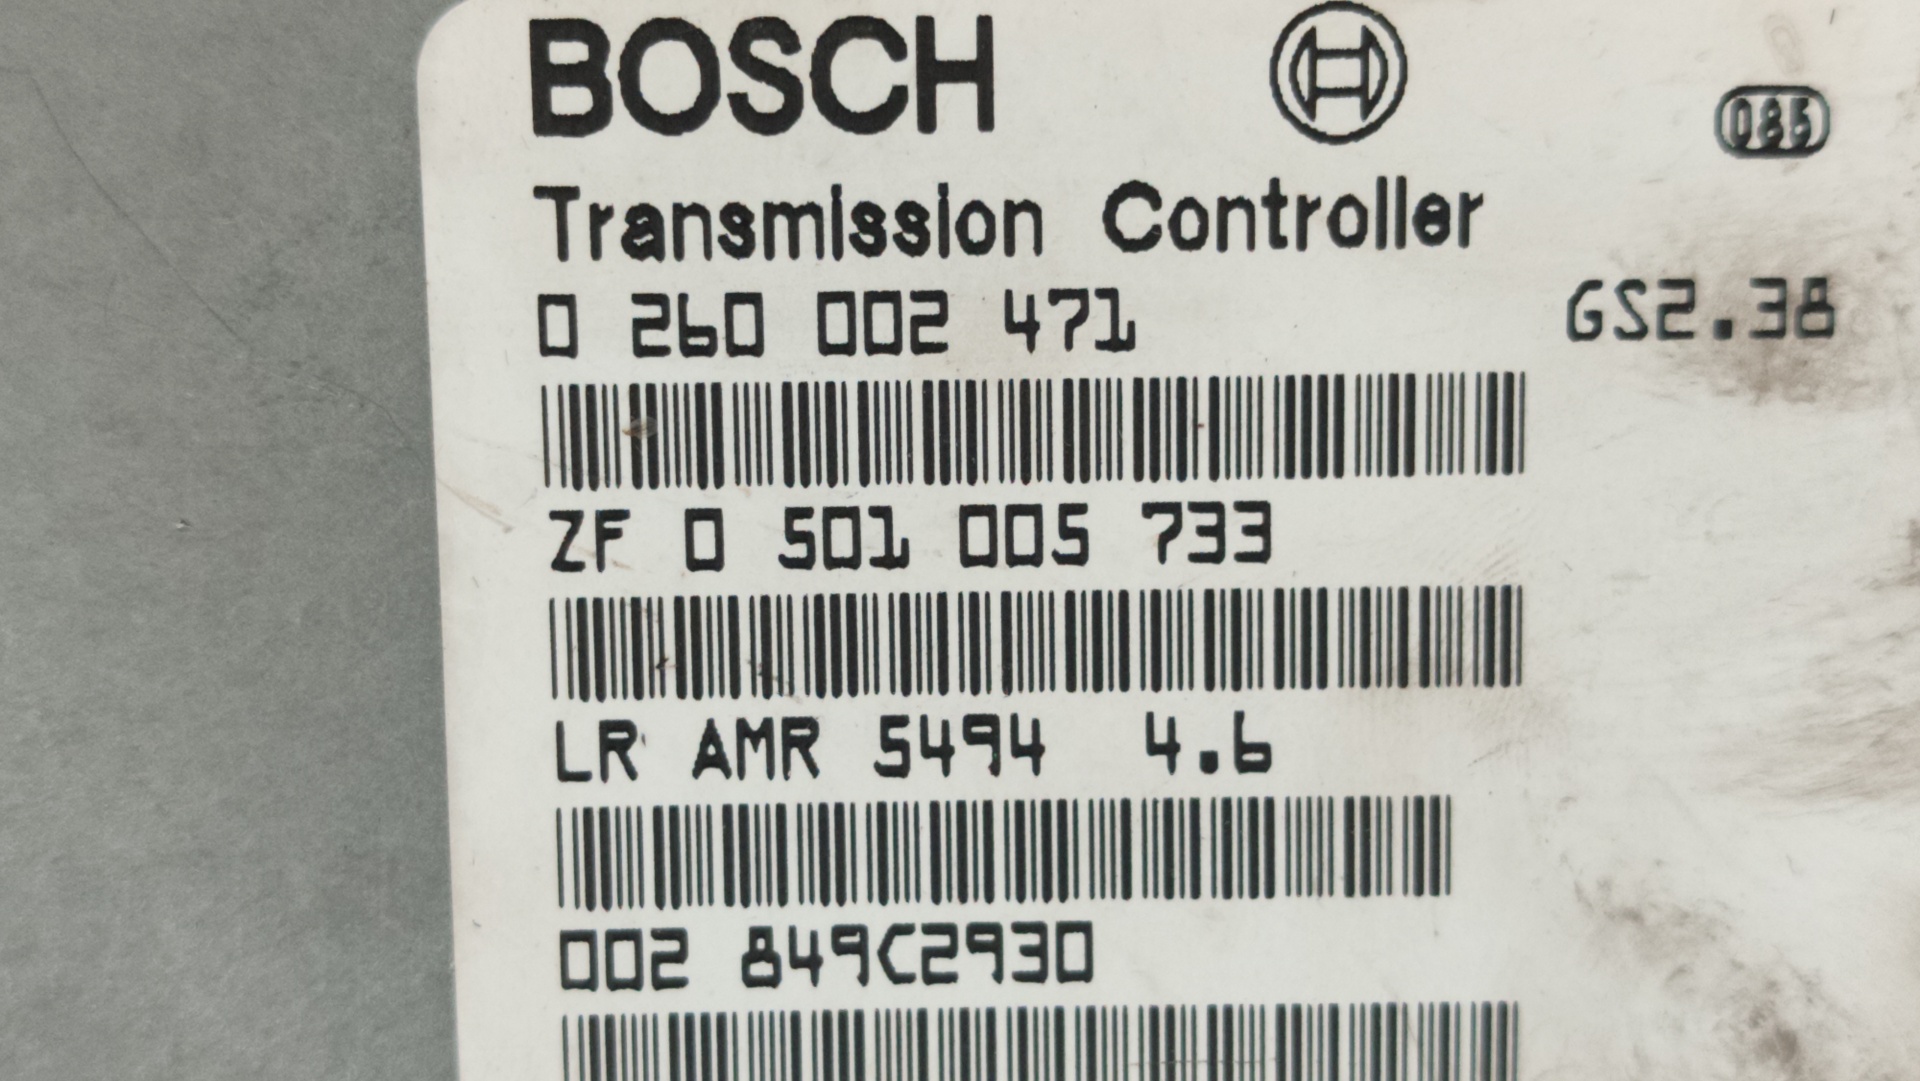 BOSCH
085
Transmission Controller
0 260 002 471 GS2.38
ZF 0 501 005 733
LR AMR 5494 4.6
002 849C2930